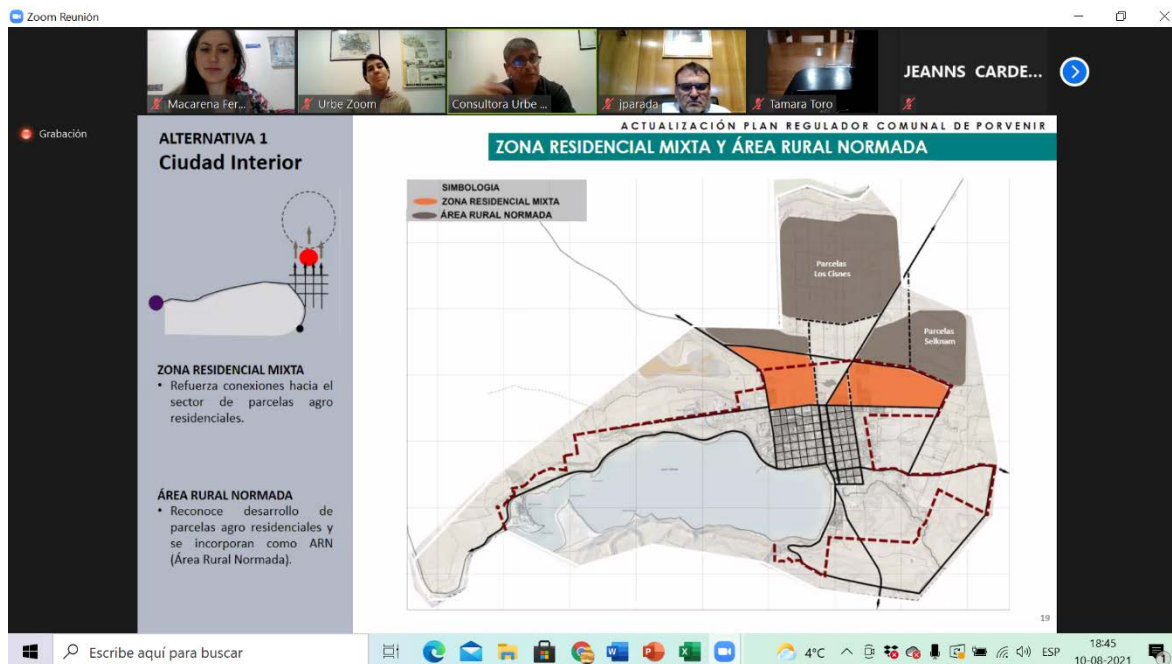 Zoom Reunión
Macarena Fer...
Urbe Zoom
Consultora Urbe ...
jparada
Tamara Toro
JEANNS CARDE...
Grabación
ACTUALIZACIÓN PLAN REGULADOR COMUNAL DE PORVENIR
ALTERNATIVA 1
Ciudad Interior
ZONA RESIDENCIAL MIXTA Y ÁREA RURAL NORMADA
SIMBOLOGIA
ZONA RESIDENCIAL MIXTA
ÁREA RURAL NORMADA
Parcelas
Los Cisnes
Parcelas
Selknam
ZONA RESIDENCIAL MIXTA
• Refuerza conexiones hacia el
sector de parcelas agro
residenciales.
ÁREA RURAL NORMADA
• Reconoce desarrollo de
parcelas agro residenciales y
se incorporan como ARN
(Área Rural Normada).
19
Escribe aquí para buscar
4°C
ESP
18:45
10-08-2021